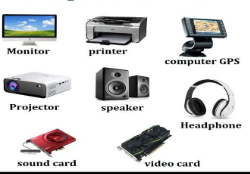 Monitor
printer
computer GPS
Projector
speaker
Headphone
sound card
video card